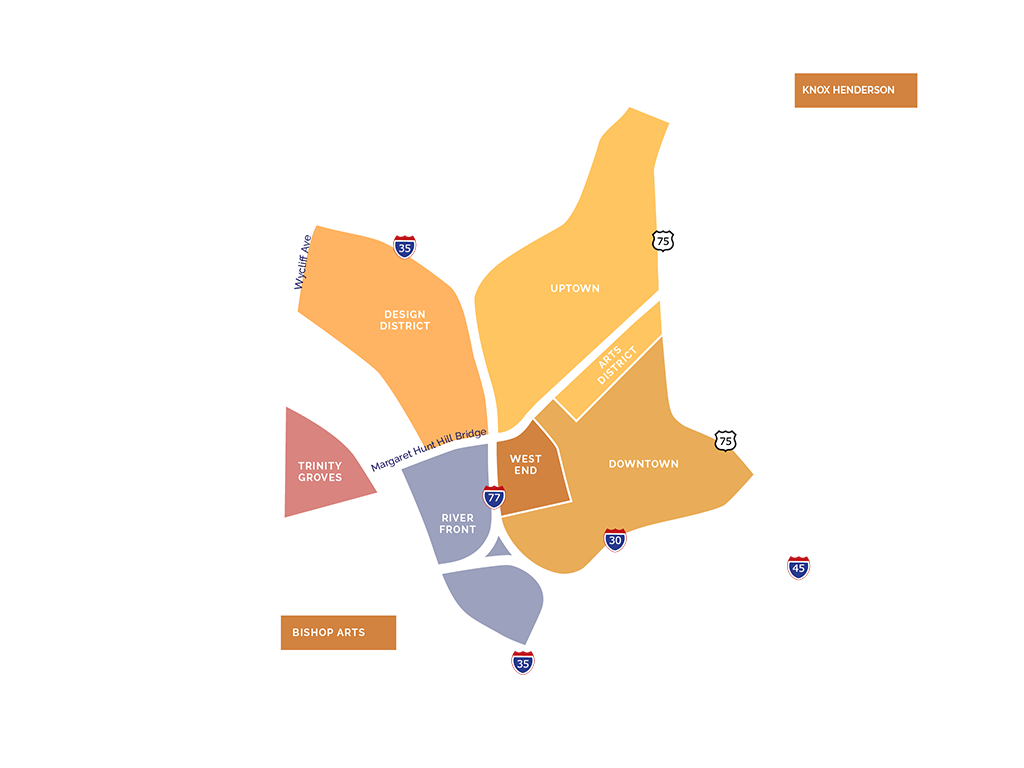 KNOX HENDERSON
75
Wycliff Ave
35
UPTOWN
DESIGN
DISTRICT
ARTS
DISTRICT
Margaret Hunt Hill Bridge
75
TRINITY
GROVES
WEST
END
DOWNTOWN
77
RIVER
FRONT
30
45
BISHOP ARTS
35